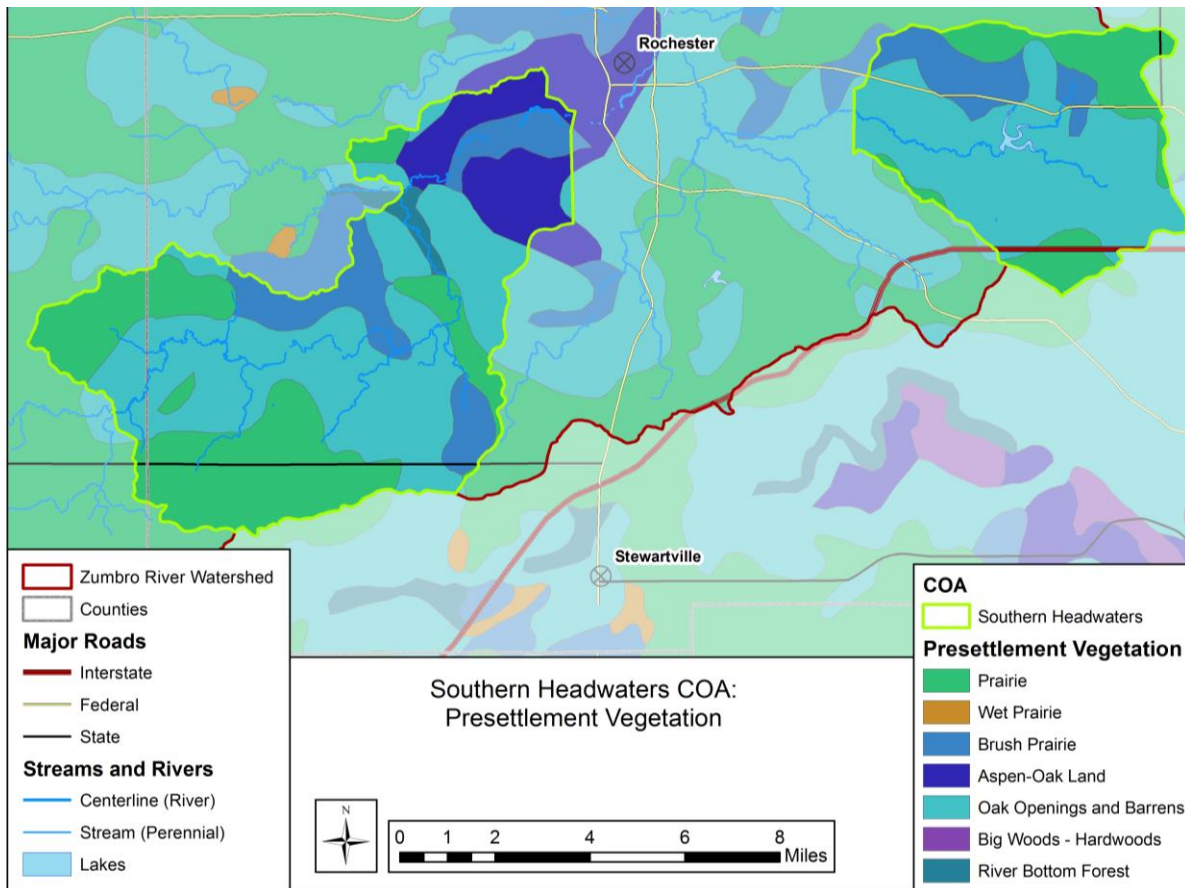 Rochester
Stewartville
Zumbro River Watershed
Counties
Major Roads
Interstate
Federal
State
Streams and Rivers
Centerline (River)
Stream (Perennial)
Lakes
Southern Headwaters COA:
Presettlement Vegetation
N
0 1 2 4 6 8
Miles
COA
Southern Headwaters
Presettlement Vegetation
Prairie
Wet Prairie
Brush Prairie
Aspen-Oak Land
Oak Openings and Barrens
Big Woods - Hardwoods
River Bottom Forest